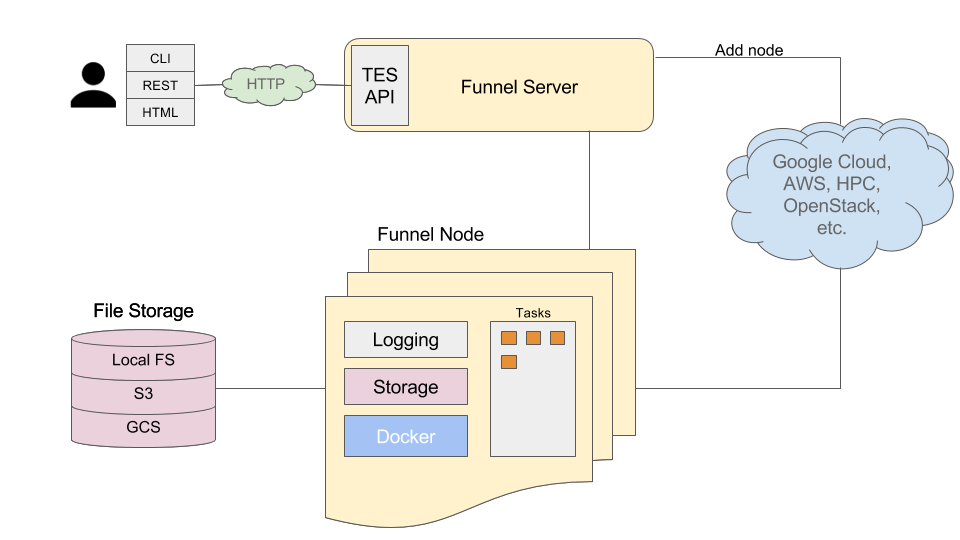 CLI
REST
HTML
HTTP
TES
API
Funnel Server
Add node
Google Cloud,
AWS, HPC,
OpenStack,
etc.
Funnel Node
File Storage
Local FS
S3
GCS
Logging
Storage
Docker
Tasks